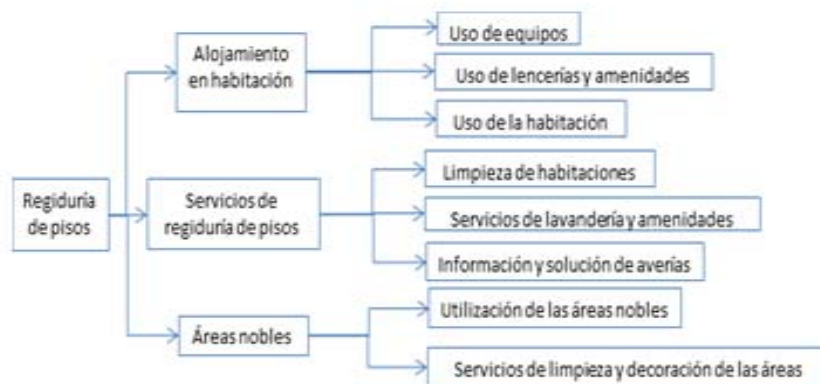 Regiduría
de pisos
Alojamiento
en habitación
Uso de equipos
Uso de lencerías y amenidades
Uso de la habitación
Servicios de
regiduría de pisos
Limpieza de habitaciones
Servicios de lavandería y amenidades
Información y solución de averías
Áreas nobles
Utilización de las áreas nobles
Servicios de limpieza y decoración de las áreas